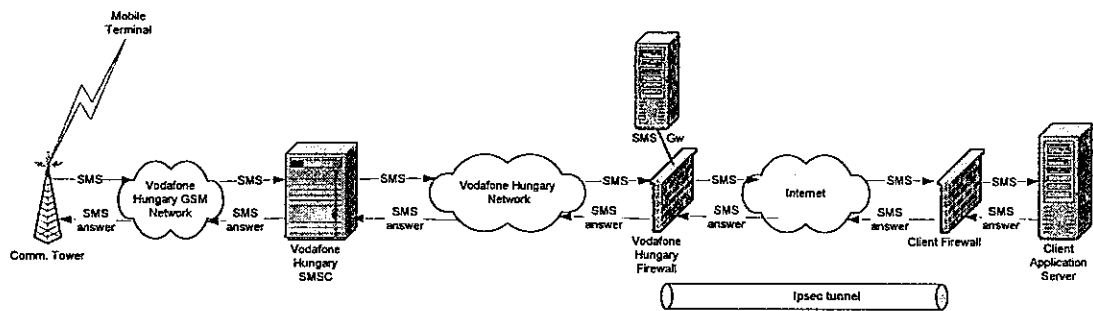 Mobile
Terminal
SMS Gw
SMS
Vodafone
Hungary GSM
Network
SMS
SMS
Vodafone Hungary
Network
SMS
SMS
Internet
SMS
SMS
SMS
answer
SMS
answer
SMS
answer
SMS
answer
SMS
answer
SMS
answer
SMS
answer
Comm. Tower
Vodafone
Hungary
SMSC
Vodafone
Hungary
Firewall
Client Firewall
Client
Application
Server
Ipsec tunnel